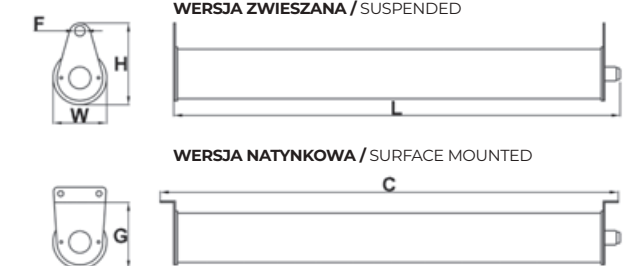 WERSJA ZWIESZANA / SUSPENDED
F
H
W
L
WERSJA NATYNKOWA / SURFACE MOUNTED
C
G